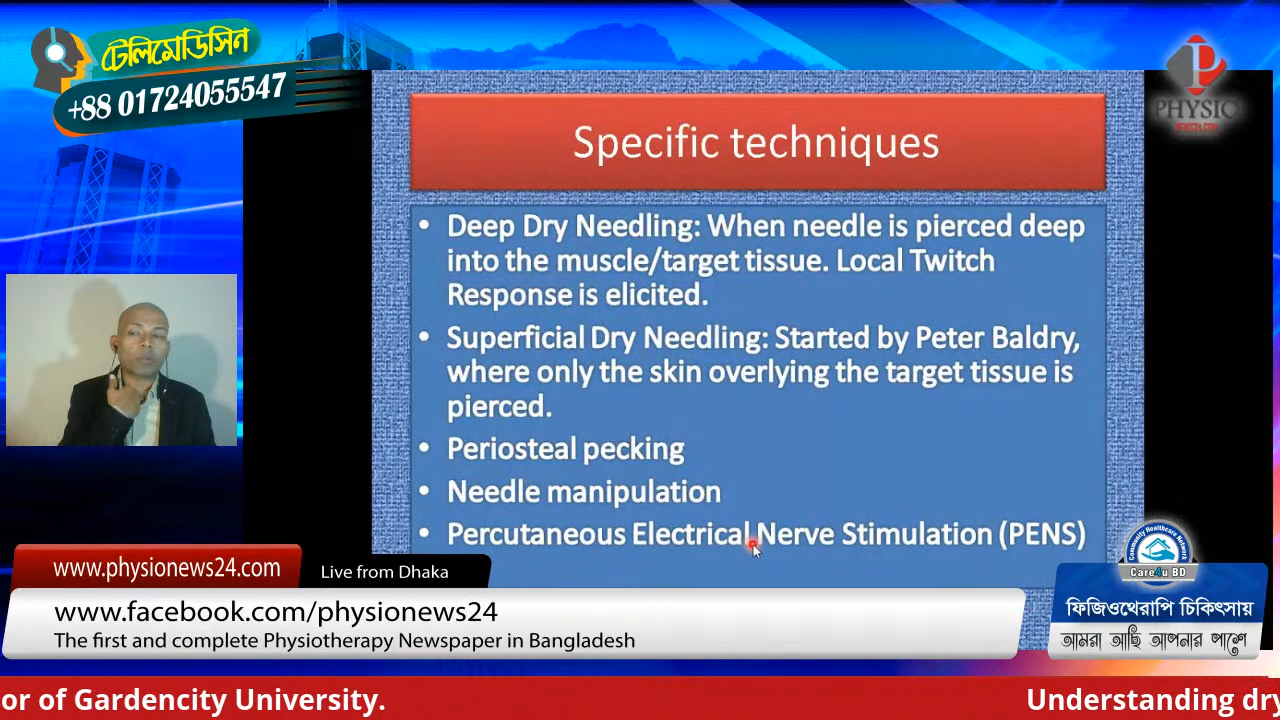 টেলিমেডিসিন
+88 01724055547
PHYSIO
Specific techniques
• Deep Dry Needling: When needle is pierced deep
into the muscle/target tissue. Local Twitch
Response is elicited.
• Superficial Dry Needling: Started by Peter Baldry,
where only the skin overlying the target tissue is
pierced.
• Periosteal pecking
• Needle manipulation
• Percutaneous Electrical Nerve Stimulation (PENS)
www.physionews24.com
Live from Dhaka
www.facebook.com/physionews24
The first and complete Physiotherapy Newspaper in Bangladesh
Community Healthcare Network
Care4u BD
ফিজিওথেরাপি চিকিৎসায়
আমরা আছি আপনার পাশে
or of Gardencity University.
Understanding dry